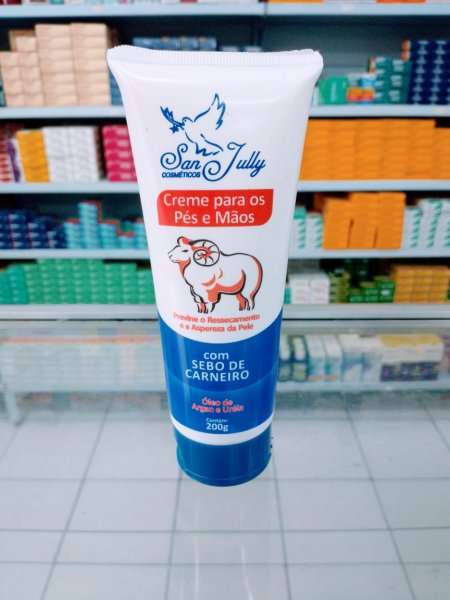 San Jully
COSMÉTICOS
Creme para os
Pés e Mãos
Previne o Ressecamento
e a Aspereza da Pele
com
SEBO DE
CARNEIRO
Óleo de
Argan e Uréia
Contém:
200g